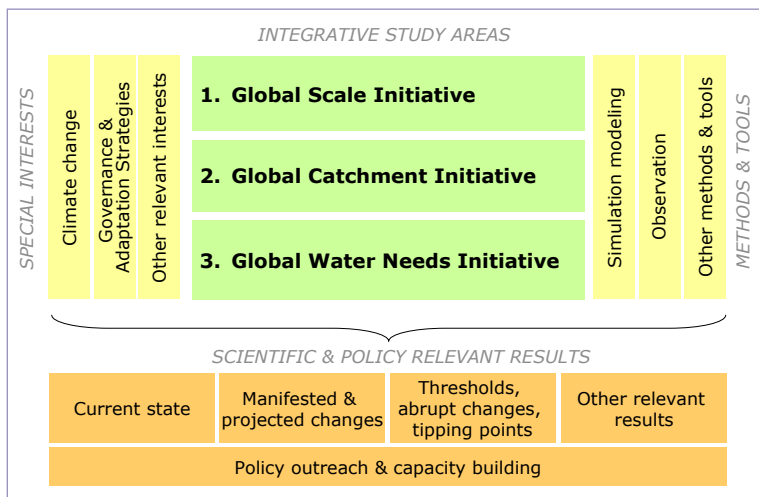 INTEGRATIVE STUDY AREAS
SPECIAL INTERESTS
Climate change
Governance &
Adaptation Strategies
Other relevant interests
1. Global Scale Initiative
2. Global Catchment Initiative
3. Global Water Needs Initiative
Simulation modeling
Observation
Other methods & tools
METHODS & TOOLS
SCIENTIFIC & POLICY RELEVANT RESULTS
Current state
Manifested &
projected changes
Thresholds,
abrupt changes,
tipping points
Other relevant
results
Policy outreach & capacity building